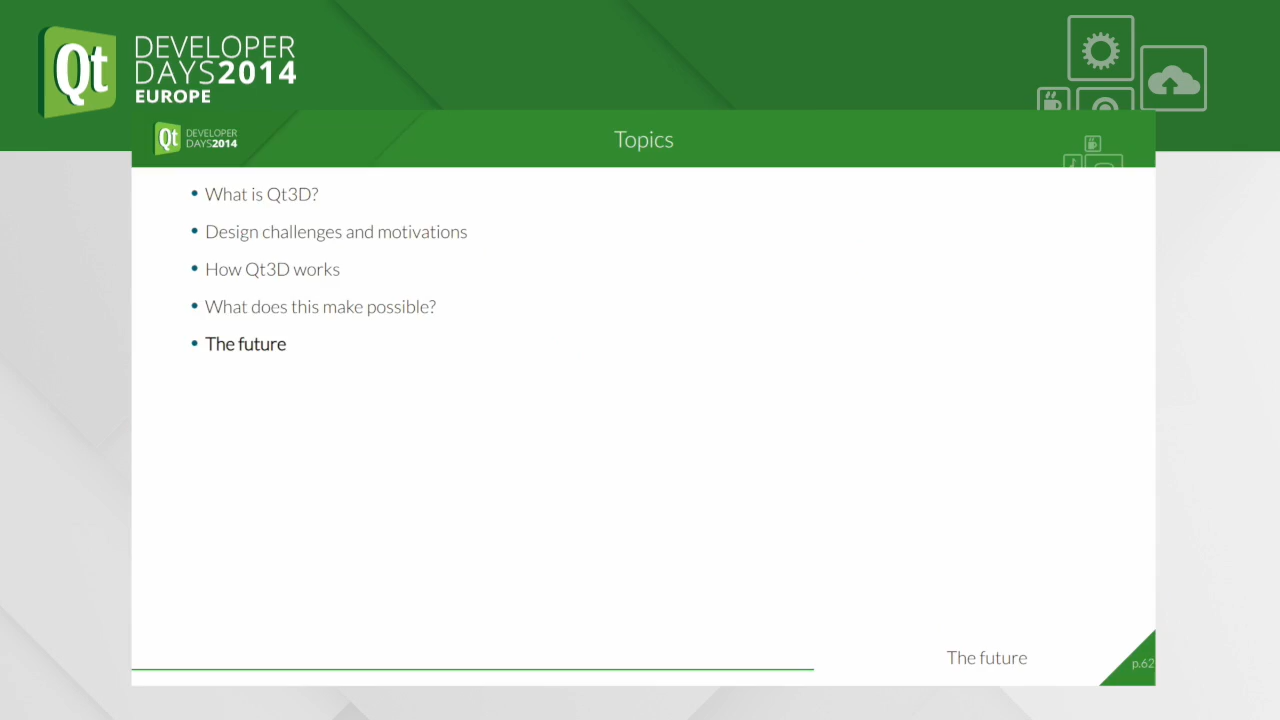 Qt
DEVELOPER
DAYS2014
EUROPE
Qt
DEVELOPER
DAYS2014
Topics
• What is Qt3D?
• Design challenges and motivations
• How Qt3D works
• What does this make possible?
• The future
The future
p.62